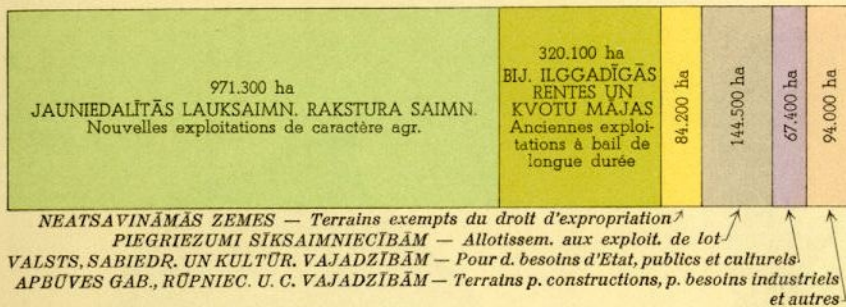 971.300 ha
JAUNIEDALĪTĀS LAUKSAIMN. RAKSTURA SAIMN.
Nouvelles exploitations de caractère agr.
320.100 ha
BIJ. ILGGADĪGĀS
RENTES UN
KVOTU MĀJAS
Anciennes exploi-
tations à bail de
longue durée
84.200 ha
144.500 ha
67.400 ha
94.000 ha
NEATSAVINĀMĀS ZEMES — Terrains exempts du droit d'expropriation
PIEGRIEZUMI SĪKSAIMNIECĪBĀM — Allotissem. aux exploit. de lot
VALSTS, SABIEDR. UN KULTŪR. VAJADZĪBĀM — Pour d. besoins d'Etat, publics et culturels
APBŪVES GAB., RŪPNIEC. U. C. VAJADZĪBĀM — Terrains p. constructions, p. besoins industriels
et autres